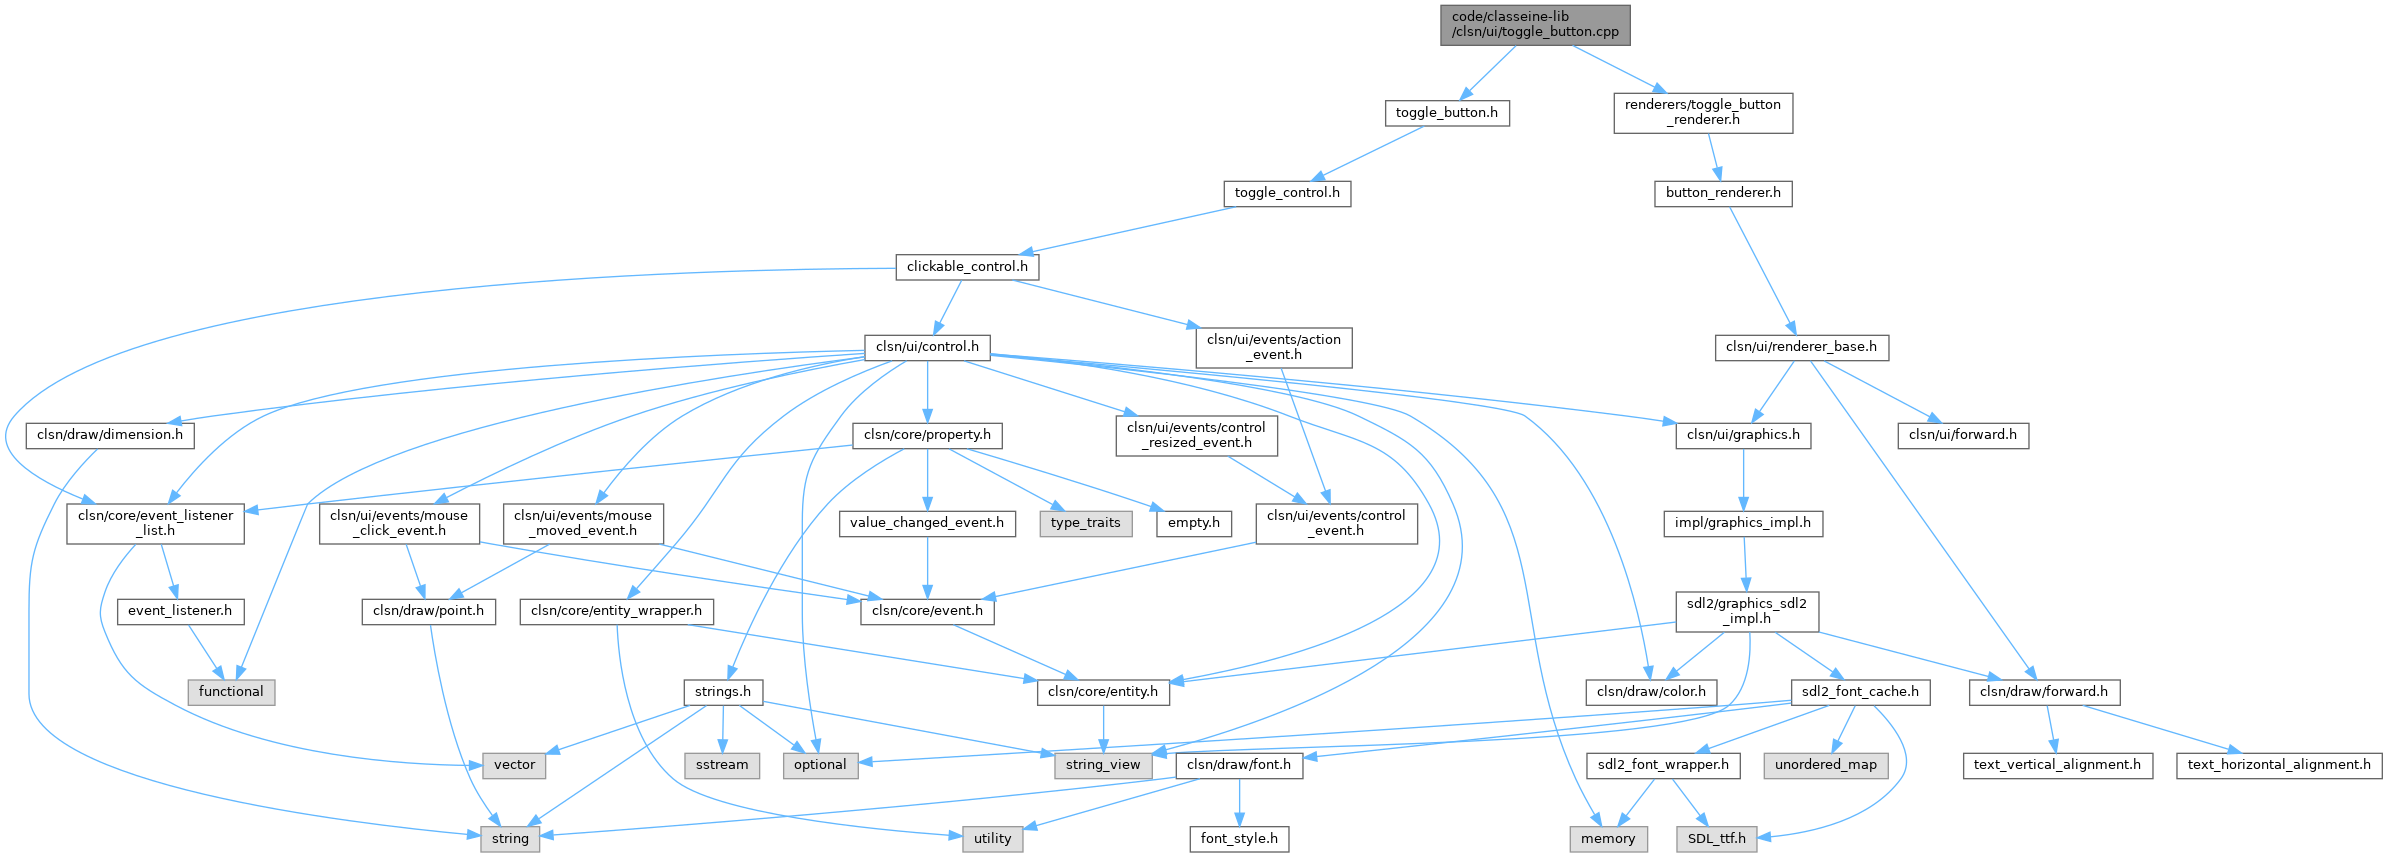 code/classeine-lib
/clsn/ui/toggle_button.cpp
toggle_button.h
renderers/toggle_button
_renderer.h
toggle_control.h
button_renderer.h
clickable_control.h
clsn/ui/control.h
clsn/ui/events/action
_event.h
clsn/ui/renderer_base.h
clsn/draw/dimension.h
clsn/core/property.h
clsn/ui/events/control
_resized_event.h
clsn/ui/graphics.h
clsn/ui/forward.h
clsn/core/event_listener
_list.h
clsn/ui/events/mouse
_click_event.h
clsn/ui/events/mouse
_moved_event.h
value_changed_event.h
type_traits
empty.h
clsn/ui/events/control
_event.h
impl/graphics_impl.h
event_listener.h
clsn/draw/point.h
clsn/core/entity_wrapper.h
clsn/core/event.h
sdl2/graphics_sdl2
_impl.h
functional
strings.h
clsn/core/entity.h
clsn/draw/color.h
sdl2_font_cache.h
clsn/draw/forward.h
vector
sstream
optional
string_view
clsn/draw/font.h
sdl2_font_wrapper.h
unordered_map
text_vertical_alignment.h
text_horizontal_alignment.h
string
utility
font_style.h
memory
SDL_ttf.h